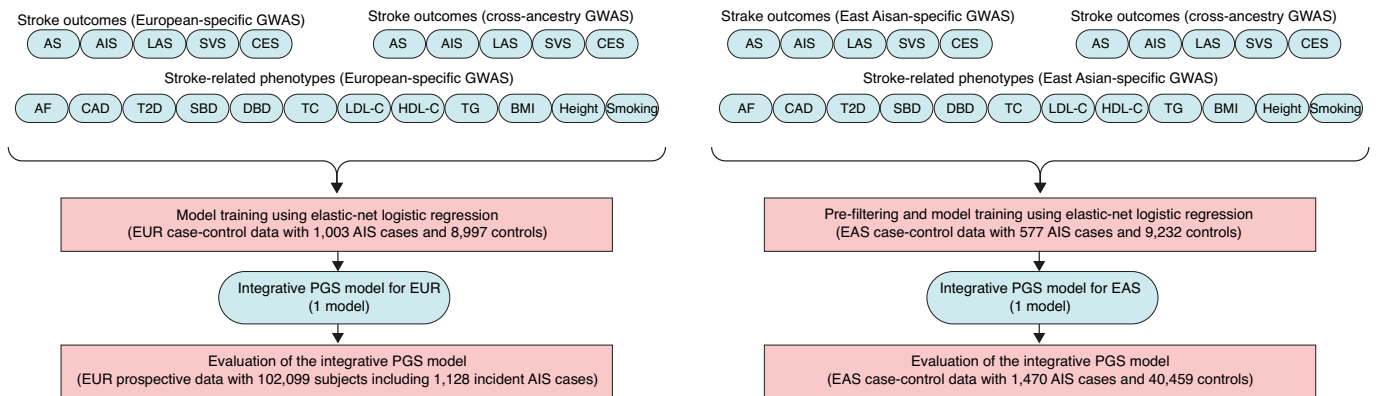 Stroke outcomes (European-specific GWAS)
AS AIS LAS SVS CES
Stroke outcomes (cross-ancestry GWAS)
AS AIS LAS SVS CES
Stroke-related phenotypes (European-specific GWAS)
AF CAD T2D SBD DBD TC LDL-C HDL-C TG BMI Height Smoking
Model training using elastic-net logistic regression
(EUR case-control data with 1,003 AIS cases and 8,997 controls)
Integrative PGS model for EUR
(1 model)
Evaluation of the integrative PGS model
(EUR prospective data with 102,099 subjects including 1,128 incident AIS cases)
Strake outcomes (East Aisan-specific GWAS)
AS AIS LAS SVS CES
Stroke outcomes (cross-ancestry GWAS)
AS AIS LAS SVS CES
Stroke-related phenotypes (East Asian-specific GWAS)
AF CAD T2D SBD DBD TC LDL-C HDL-C TG BMI Height Smoking
Pre-filtering and model training using elastic-net logistic regression
(EAS case-control data with 577 AIS cases and 9,232 controls)
Integrative PGS model for EAS
(1 model)
Evaluation of the integrative PGS model
(EAS case-control data with 1,470 AIS cases and 40,459 controls)